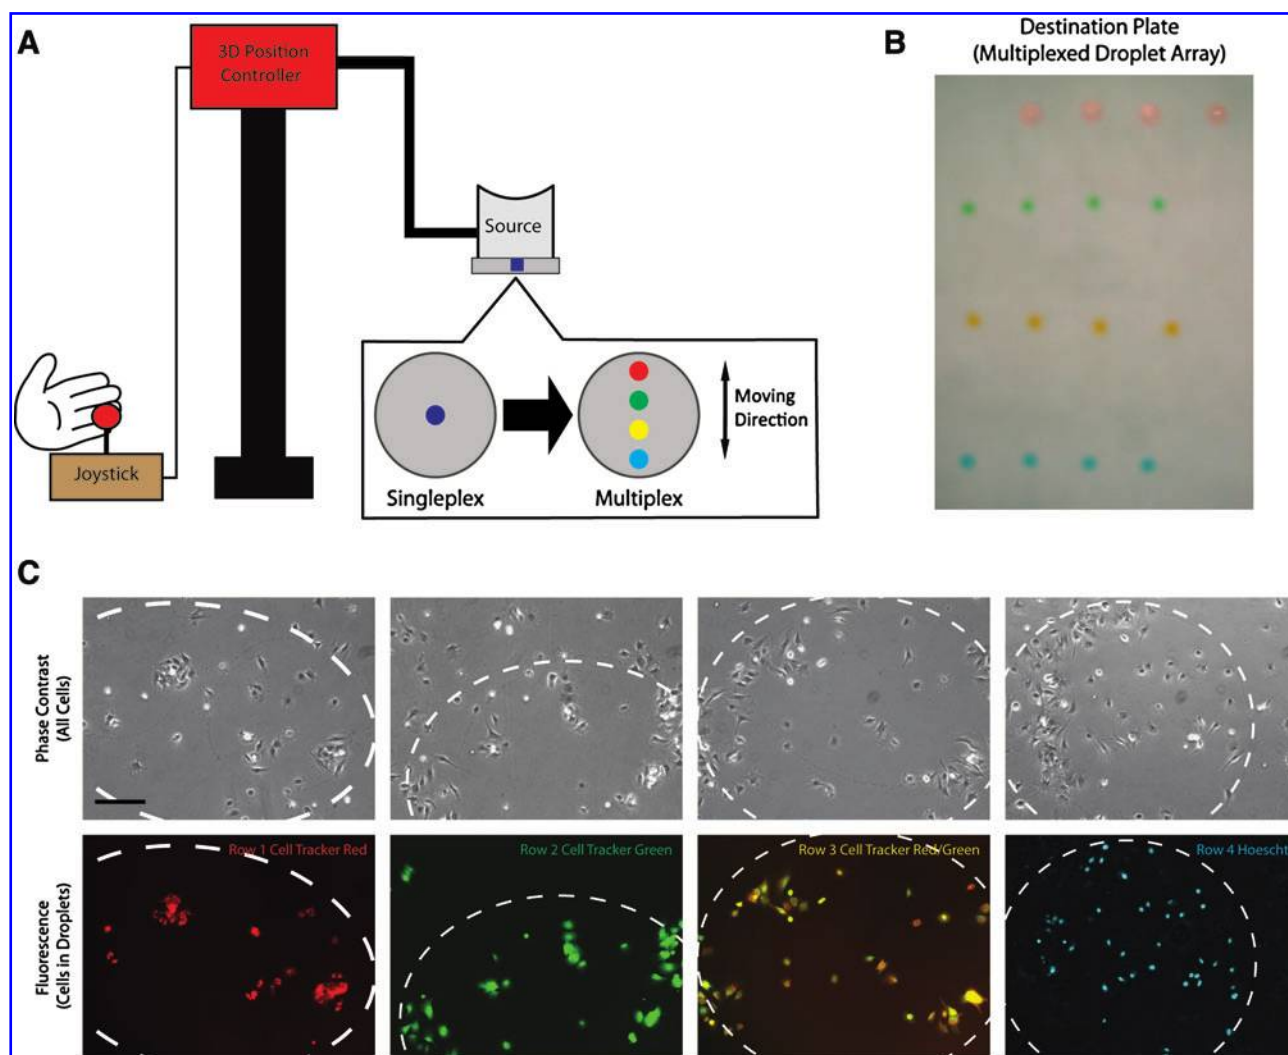 A
3D Position
Controller
Source
Joystick
Singleplex
Multiplex
Moving
Direction
B
Destination Plate
(Multiplexed Droplet Array)
C
Phase Contrast
(All Cells)
Fluorescence
(Cells in Droplets)
Row 1 Cell Tracker Red
Row 2 Cell Tracker Green
Row 3 Cell Tracker Red/Green
Row 4 Hoescht